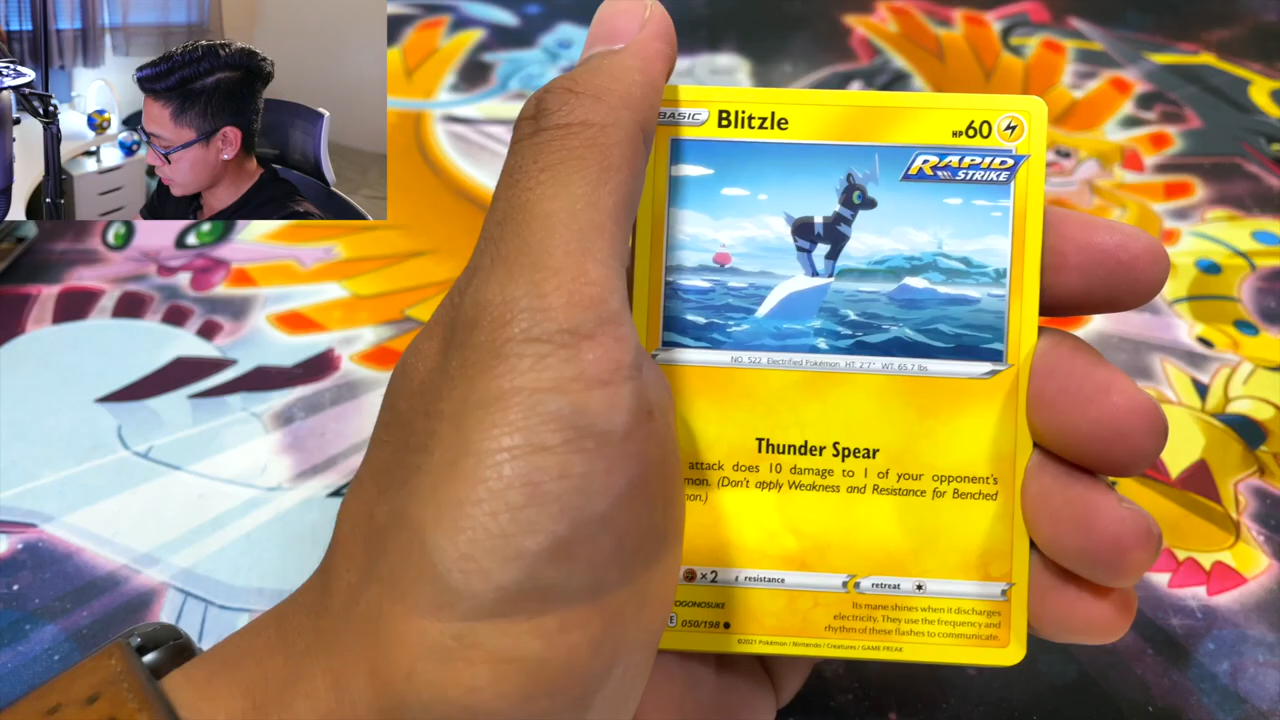 BASIC Blitzle HP 60
RAPID
STRIKE
NO. 522 Electrified Pokémon HT: 2'7" WT: 65.7 lbs
Thunder Spear
attack does 10 damage to 1 of your opponent's
mon. (Don't apply Weakness and Resistance for Benched
mon.)
×2 resistance retreat
OGONOSUKE
E 050/198
Its mane shines when it discharges
electricity. They use the frequency and
rhythm of these flashes to communicate.
©2021 Pokémon / Nintendo / Creatures / GAME FREAK